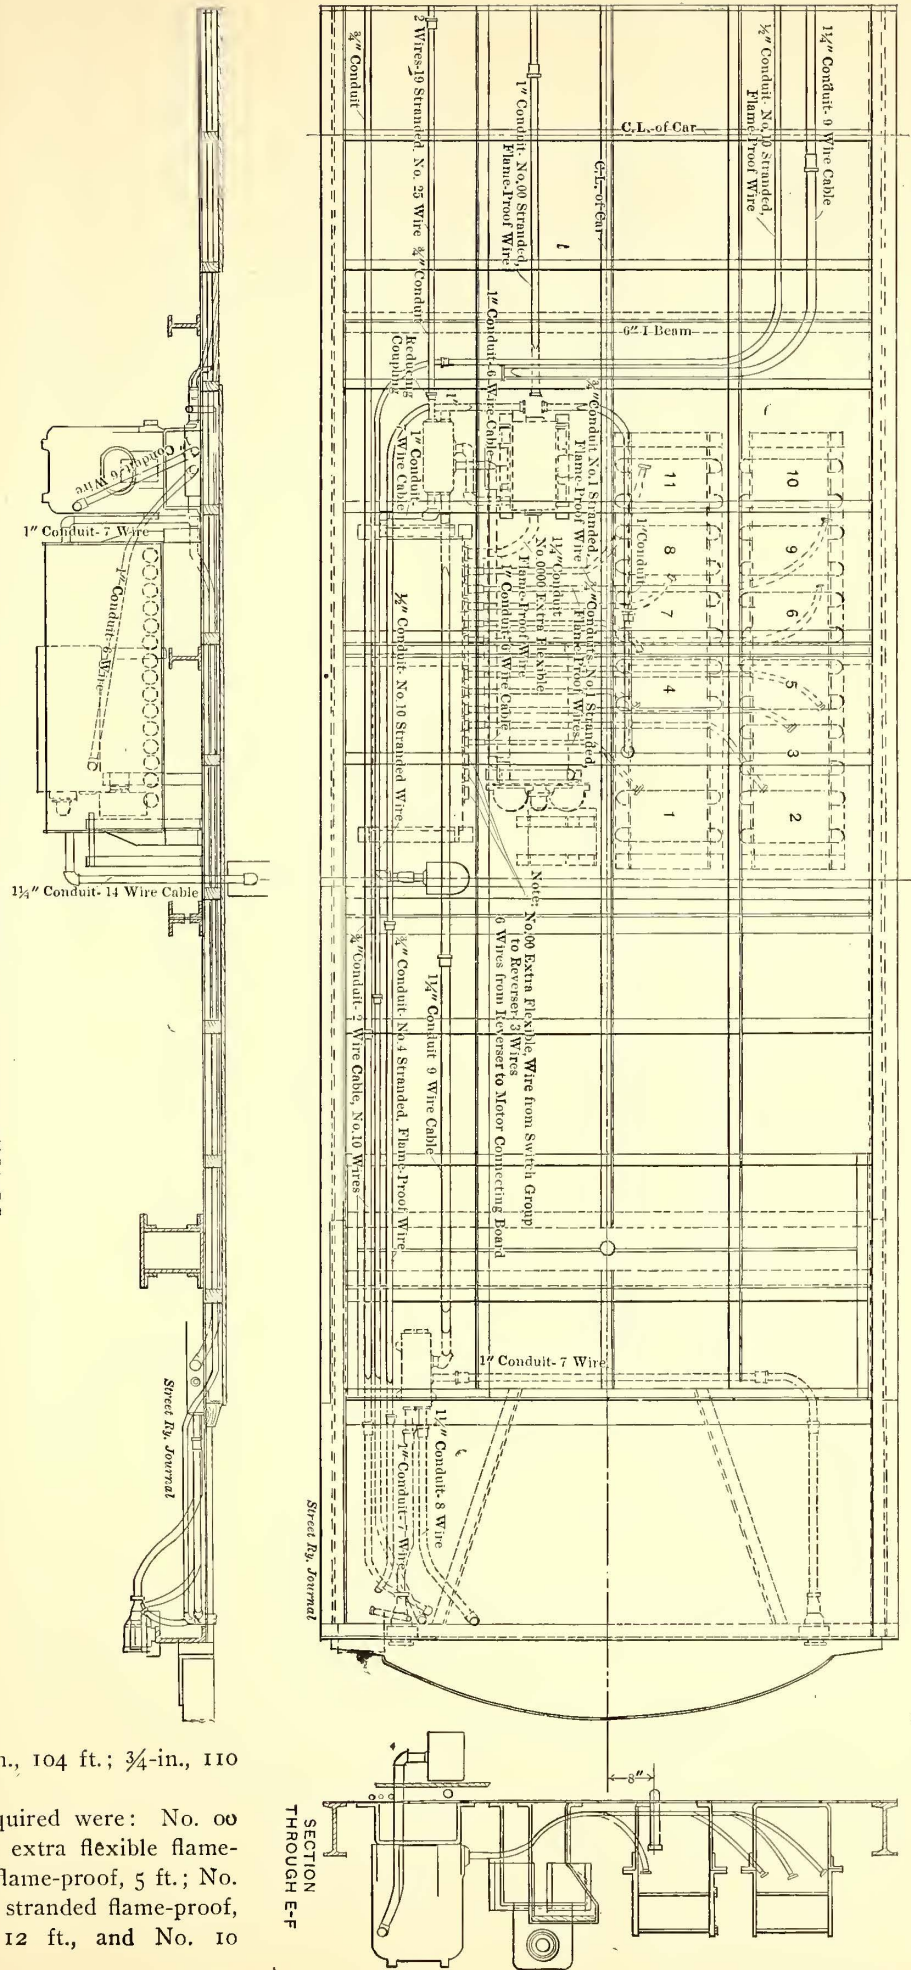 ¾" Conduit
2 Wires-19 Stranded, No. 25 Wire ¾" Conduit
1" Conduit- No.00 Stranded,
Flame-Proof Wire
C.L. of Car
C.L. of Car
½" Conduit- No.10 Stranded,
Flame-Proof Wire
1¼" Conduit- 9 Wire Cable
6" I Beam
Reducing
Coupling
1"
1" Conduit- 6 Wire Cable
1" Conduit-
Wire Cable
¾" Conduit No.1 Stranded,
Flame-Proof Wire
¾" Conduits- No.1 Stranded,
Flame-Proof Wires
1" Conduit
1¼" Conduit
No.0000 Extra Flexible
Flame-Proof Wire
1" Conduit- 6 Wire Cable
11
8
7
4
1
10
9
6
5
3
2
½" Conduit- No.10 Stranded Wire
1" Conduit-6 Wire
1" Conduit- 7 Wire
1" Conduit-6 Wire
1¼" Conduit- 14 Wire Cable
Note: No.00 Extra Flexible, Wire from Switch Group
to Reverser, 3 Wires
6 Wires from Reverser to Motor Connecting Board
1¼" Conduit 9 Wire Cable
¾" Conduit- No.4 Stranded, Flame-Proof Wire
¾" Conduit- 2 Wire Cable, No.10 Wires
1" Conduit- 7 Wire
1¼" Conduit- 8 Wire
1" Conduit- 7 Wire
Street Ry. Journal
Street Ry. Journal
8"
SECTION
THROUGH E-F
n., 104 ft.; ¾-in., 110
quired were: No. 00
extra flexible flame-
lame-proof, 5 ft.; No.
stranded flame-proof,
12 ft., and No. 10